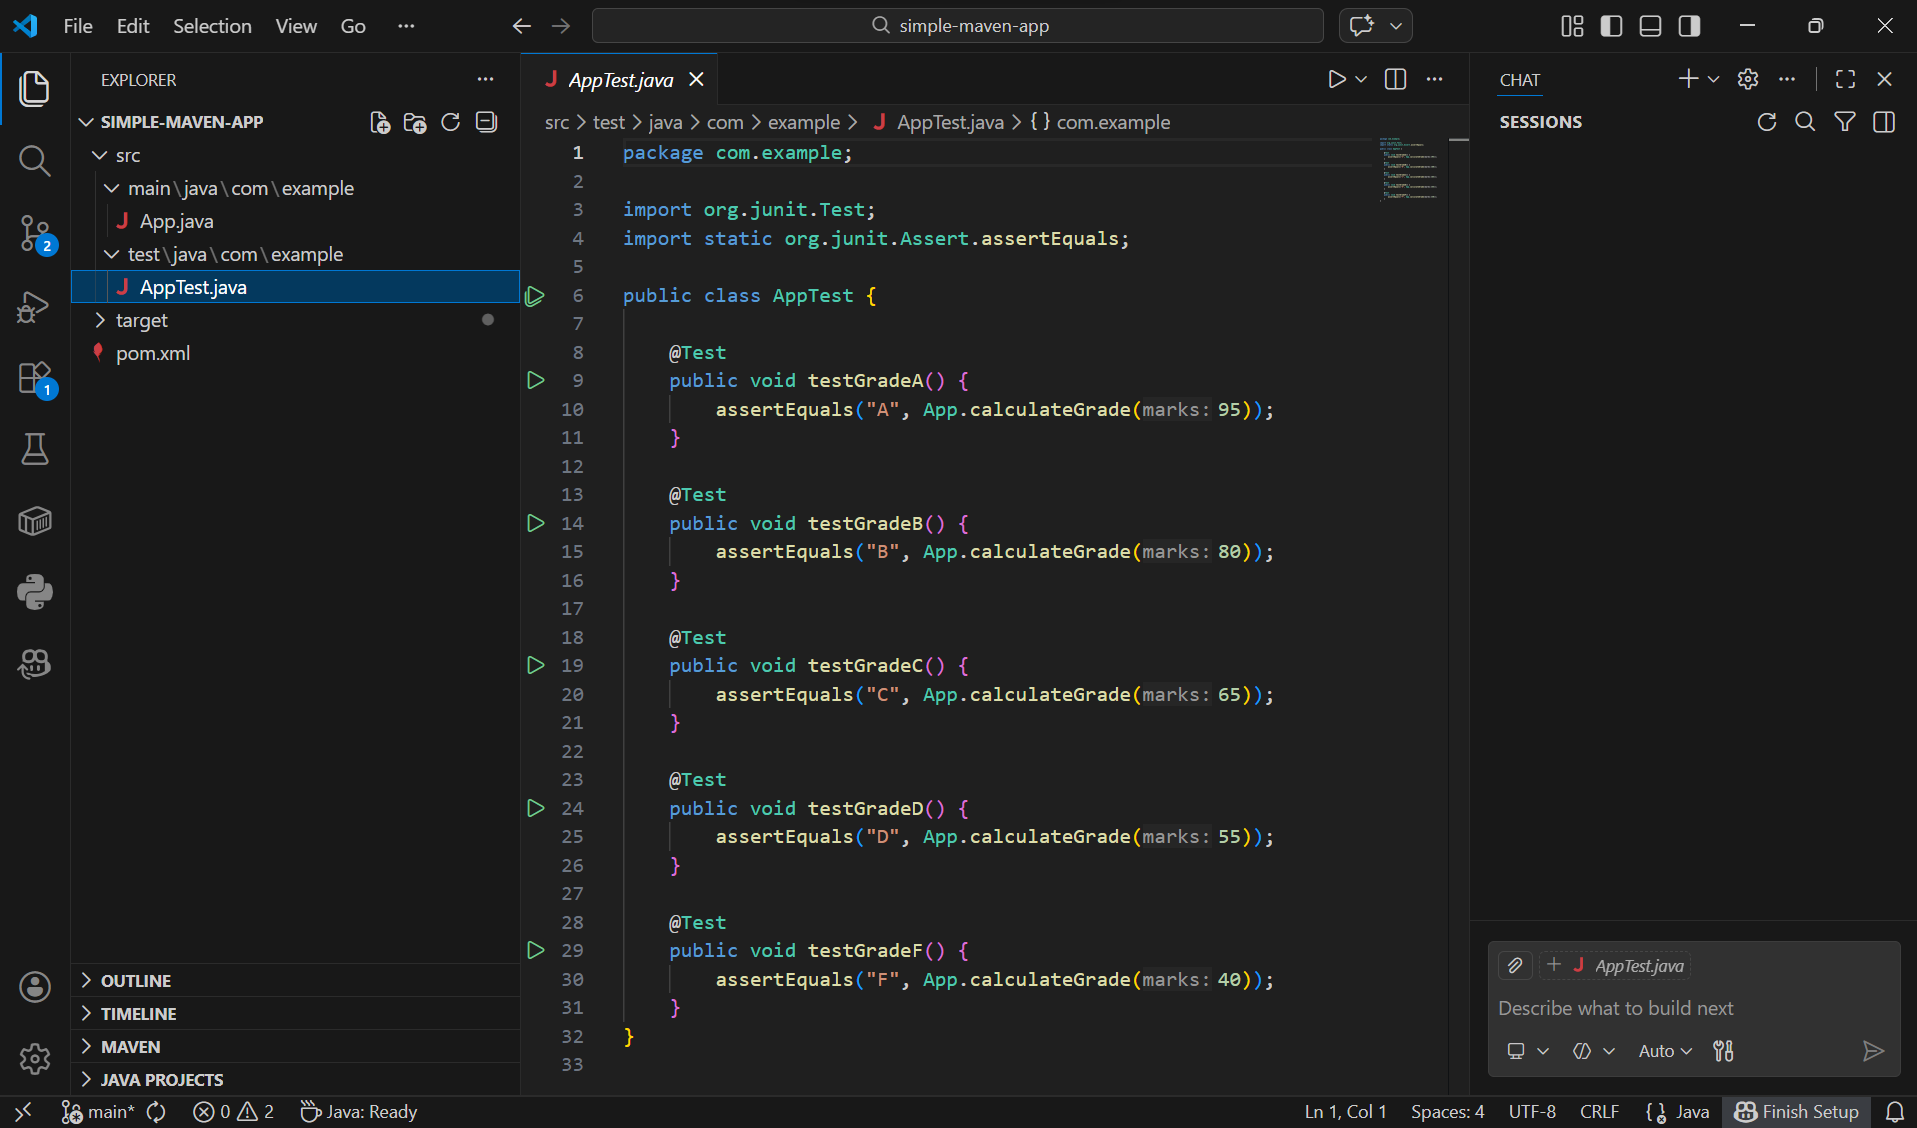 File Edit Selection View Go ···
simple-maven-app
EXPLORER
SIMPLE-MAVEN-APP
src
main\java\com\example
App.java
test\java\com\example
AppTest.java
target
pom.xml
2
1
OUTLINE
TIMELINE
MAVEN
JAVA PROJECTS
AppTest.java
src > test > java > com > example > AppTest.java > {} com.example
1 package com.example;
2
3 import org.junit.Test;
4 import static org.junit.Assert.assertEquals;
5
6 public class AppTest {
7
8 @Test
9 public void testGradeA() {
10 assertEquals("A", App.calculateGrade(marks: 95));
11 }
12
13 @Test
14 public void testGradeB() {
15 assertEquals("B", App.calculateGrade(marks: 80));
16 }
17
18 @Test
19 public void testGradeC() {
20 assertEquals("C", App.calculateGrade(marks: 65));
21 }
22
23 @Test
24 public void testGradeD() {
25 assertEquals("D", App.calculateGrade(marks: 55));
26 }
27
28 @Test
29 public void testGradeF() {
30 assertEquals("F", App.calculateGrade(marks: 40));
31 }
32 }
33
CHAT
SESSIONS
AppTest.java
Describe what to build next
Auto
main* 0 2 Java: Ready
Ln 1, Col 1 Spaces: 4 UTF-8 CRLF Java Finish Setup